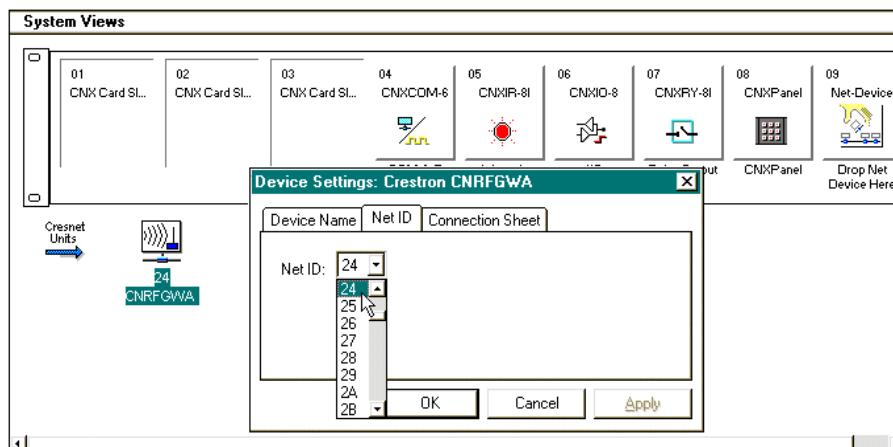 System Views
01 02 03 04 05 06 07 08 09
CNX Card Sl... CNX Card Sl... CNX Card Sl... CNXCOM-6 CNXIR-8I CNXIO-8 CNXRY-8I CNXPanel Net-Device
CNXPanel Drop Net
Device Here
Device Settings: Crestron CNRFGWA
Device Name Net ID Connection Sheet
Cresnet
Units
24
CNRFGWA
Net ID: 24
24
25
26
27
28
29
2A
2B
OK Cancel Apply